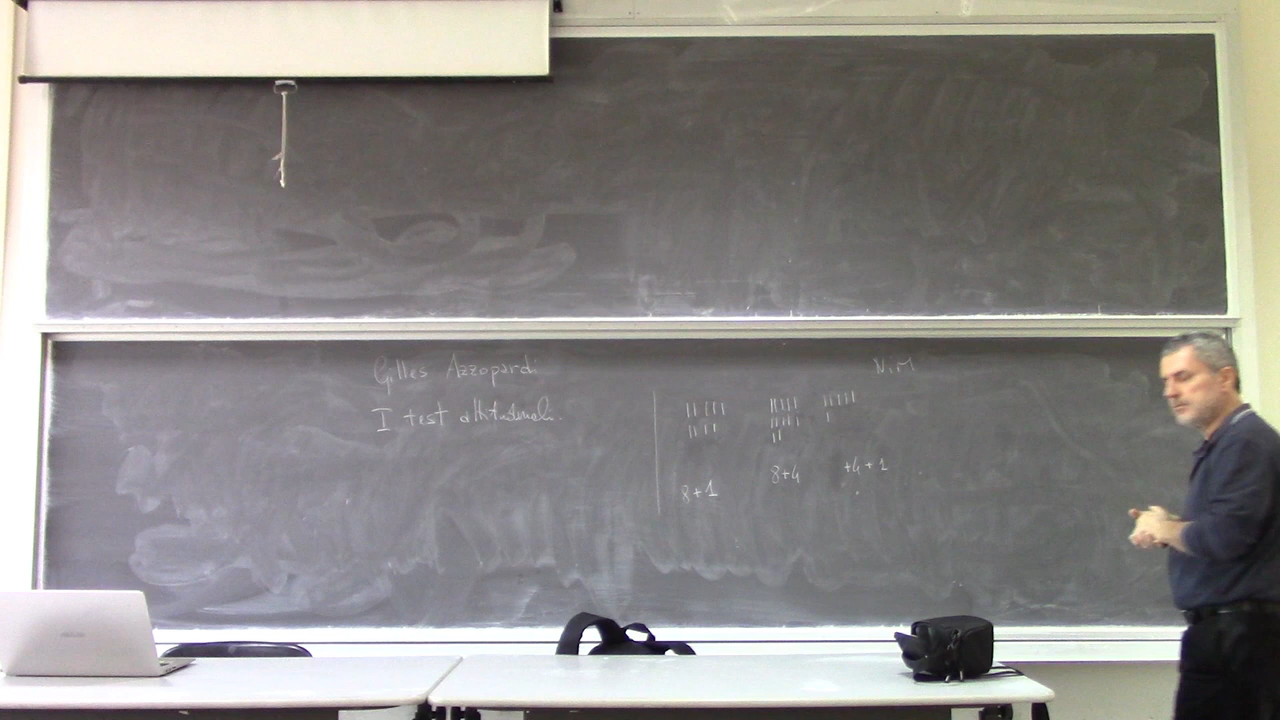 Gilles Azzopardi
I test attitudinali.
NIM
8+1
8+4
+4+1